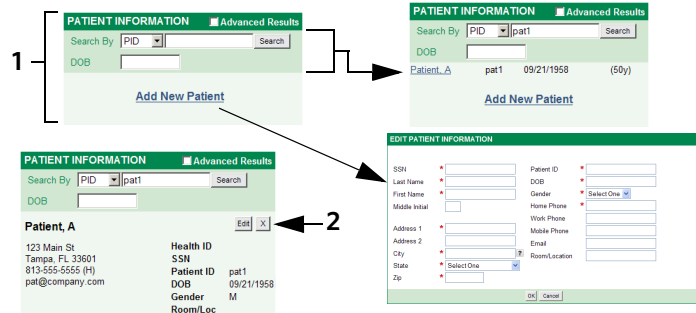 PATIENT INFORMATION Advanced Results
Search By PID Search
DOB
Add New Patient
1
PATIENT INFORMATION Advanced Results
Search By PID pat1 Search
DOB
Patient, A pat1 09/21/1958 (50y)
Add New Patient
PATIENT INFORMATION Advanced Results
Search By PID pat1 Search
DOB
Patient, A Edit X
2
123 Main St
Tampa, FL 33601
813-555-5555 (H)
pat@company.com
Health ID
SSN
Patient ID pat1
DOB 09/21/1958
Gender M
Room/Loc
EDIT PATIENT INFORMATION
SSN *
Last Name *
First Name *
Middle Initial
Address 1 *
Address 2
City * ?
State * Select One
Zip *
Patient ID *
DOB *
Gender * Select One
Home Phone *
Work Phone
Mobile Phone
Email
Room/Location
OK Cancel